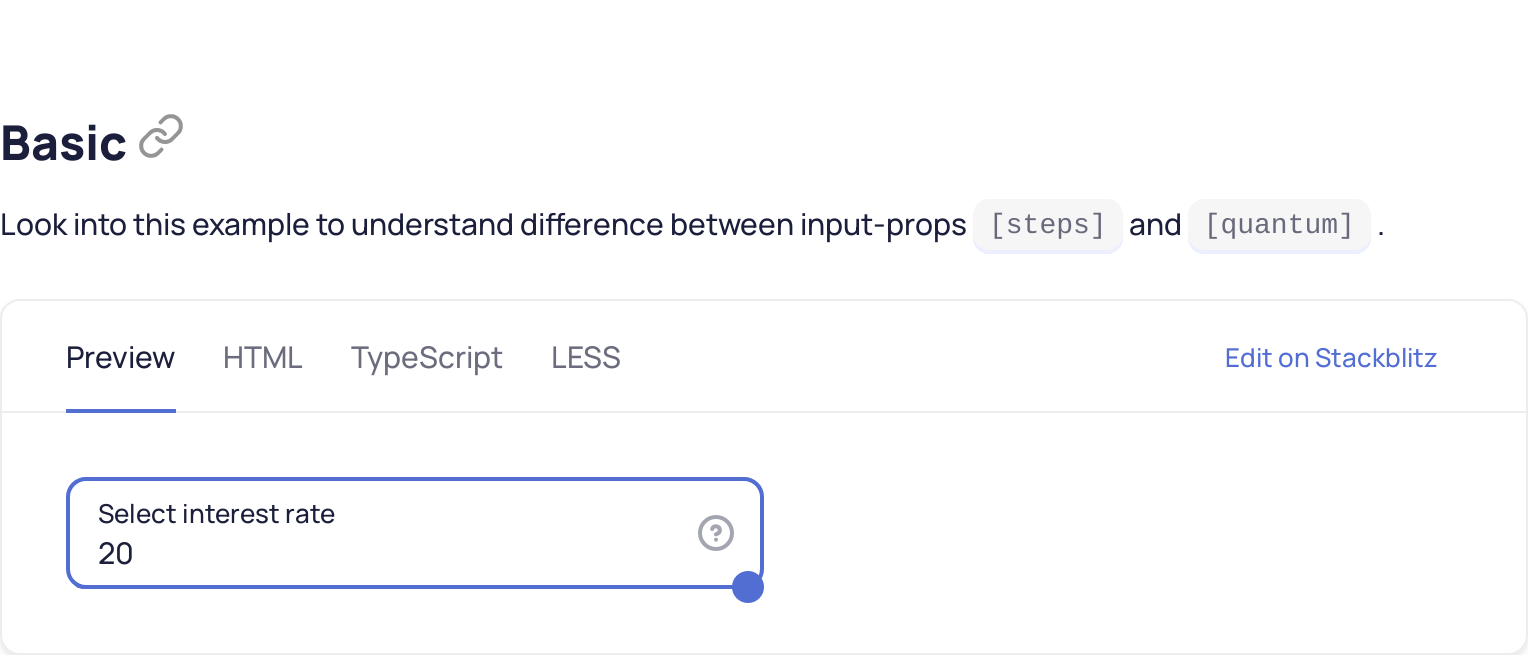 Basic
Look into this example to understand difference between input-props [steps] and [quantum] .
Preview HTML TypeScript LESS Edit on Stackblitz
Select interest rate
20